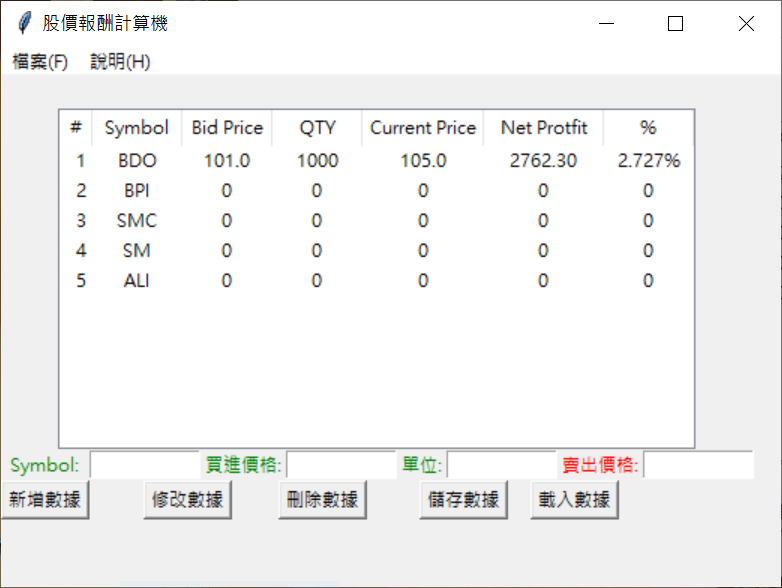 股價報酬計算機
檔案(F) 說明(H)
# Symbol Bid Price QTY Current Price Net Protfit %
1 BDO 101.0 1000 105.0 2762.30 2.727%
2 BPI 0 0 0 0 0
3 SMC 0 0 0 0 0
4 SM 0 0 0 0 0
5 ALI 0 0 0 0 0
Symbol: 買進價格: 單位: 賣出價格:
新增數據 修改數據 刪除數據 儲存數據 載入數據